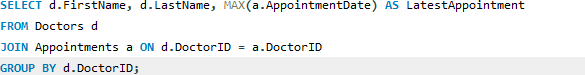 SELECT d.FirstName, d.LastName, MAX(a.AppointmentDate) AS LatestAppointment
FROM Doctors d
JOIN Appointments a ON d.DoctorID = a.DoctorID
GROUP BY d.DoctorID;